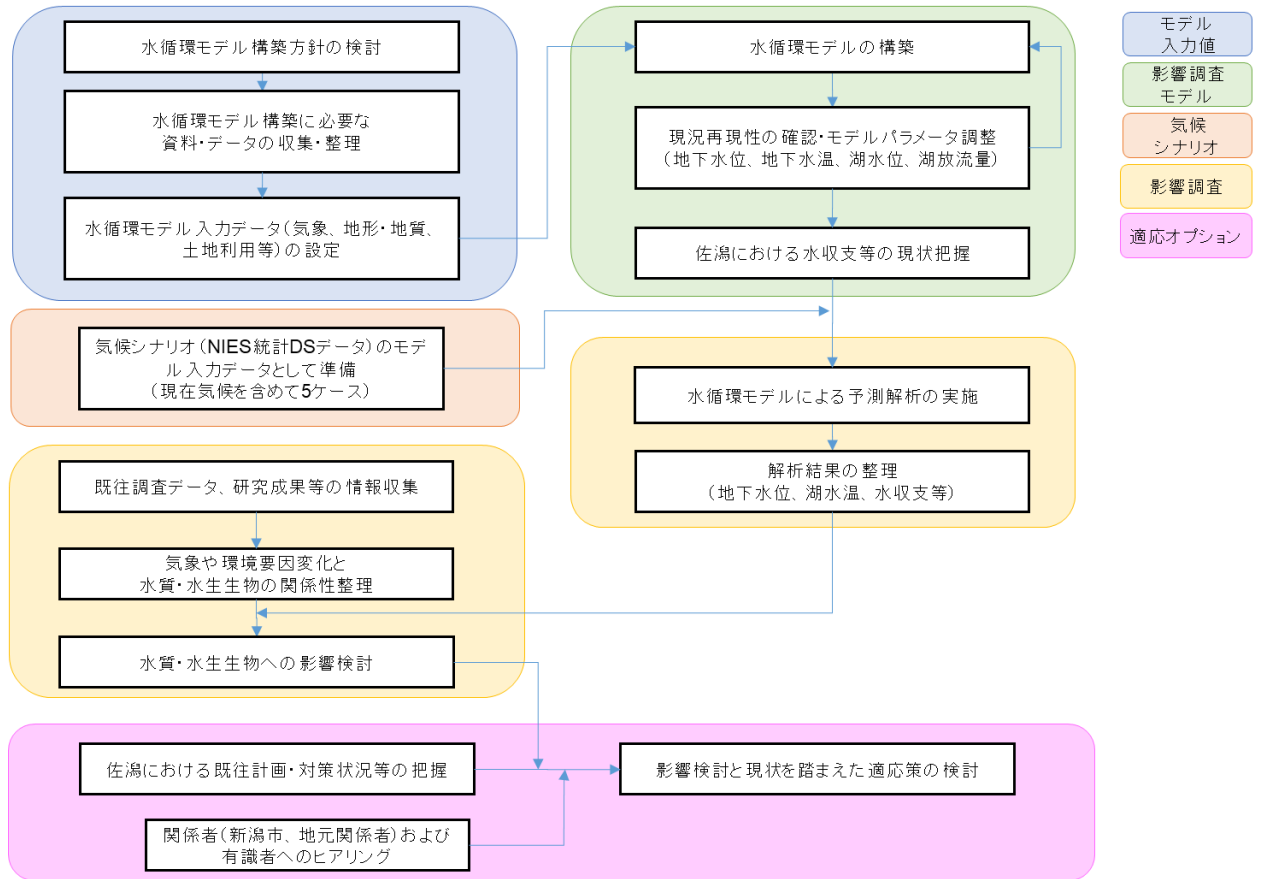 水循環モデル構築方針の検討
水循環モデル構築に必要な
資料・データの収集・整理
水循環モデル入力データ（気象、地形・地質、
土地利用等）の設定
水循環モデルの構築
現況再現性の確認・モデルパラメータ調整
（地下水位、地下水温、湖水位、湖放流量）
佐潟における水収支等の現状把握
モデル
入力値
影響調査
モデル
気候
シナリオ
影響調査
適応オプション
気候シナリオ（NIES統計DSデータ）のモデ
ル入力データとして準備
（現在気候を含めて5ケース）
水循環モデルによる予測解析の実施
解析結果の整理
（地下水位、湖水温、水収支等）
既往調査データ、研究成果等の情報収集
気象や環境要因変化と
水質・水生生物の関係性整理
水質・水生生物への影響検討
佐潟における既往計画・対策状況等の把握
影響検討と現状を踏まえた適応策の検討
関係者（新潟市、地元関係者）および
有識者へのヒアリング